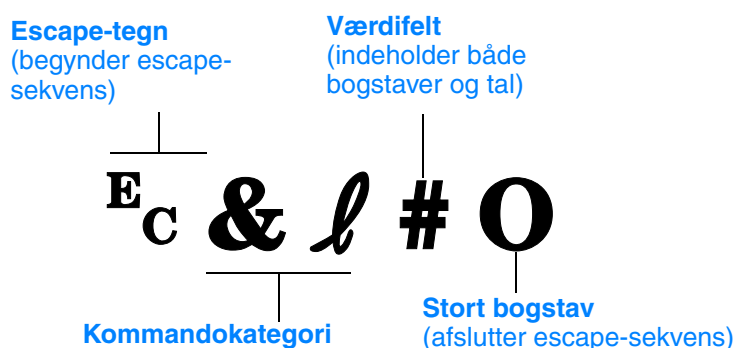 Escape-tegn
(begynder escape-
sekvens)
Værdifelt
(indeholder både
bogstaver og tal)
EC & ℓ # O
Kommandokategori
Stort bogstav
(afslutter escape-sekvens)